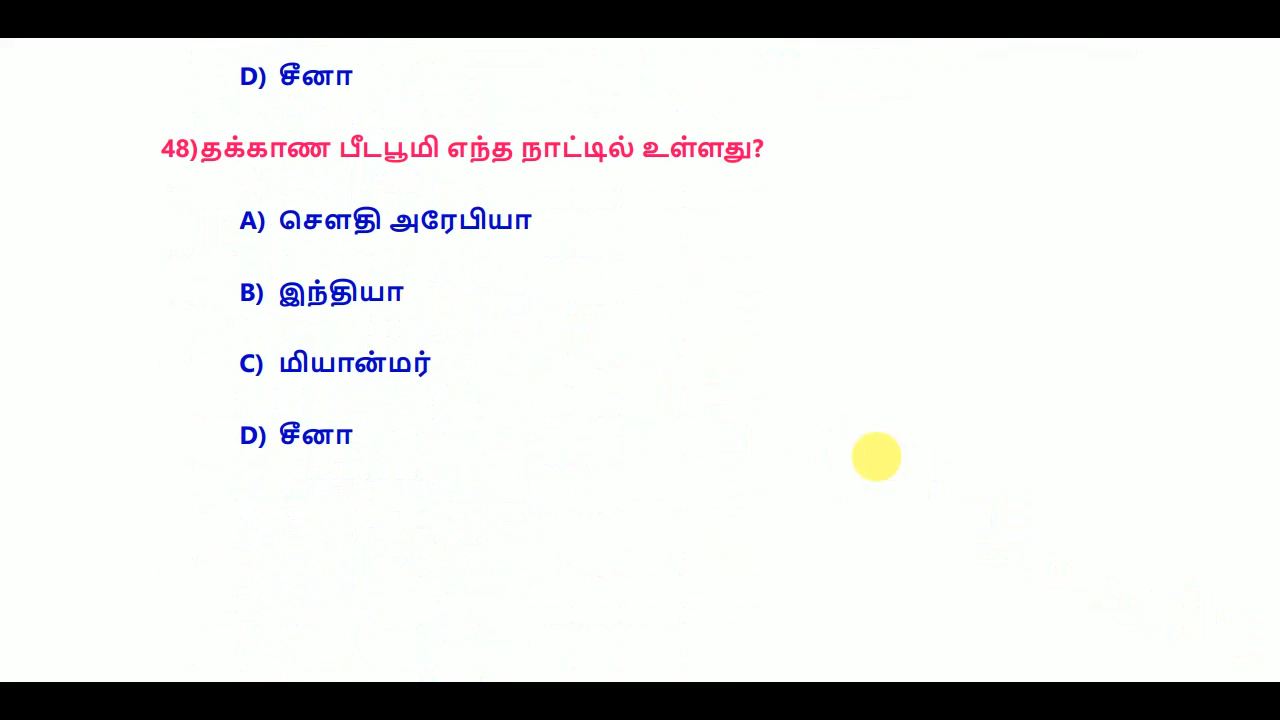 D) சீனா
48)தக்காண பீடபூமி எந்த நாட்டில் உள்ளது?
A) சௌதி அரேபியா
B) இந்தியா
C) மியான்மர்
D) சீனா